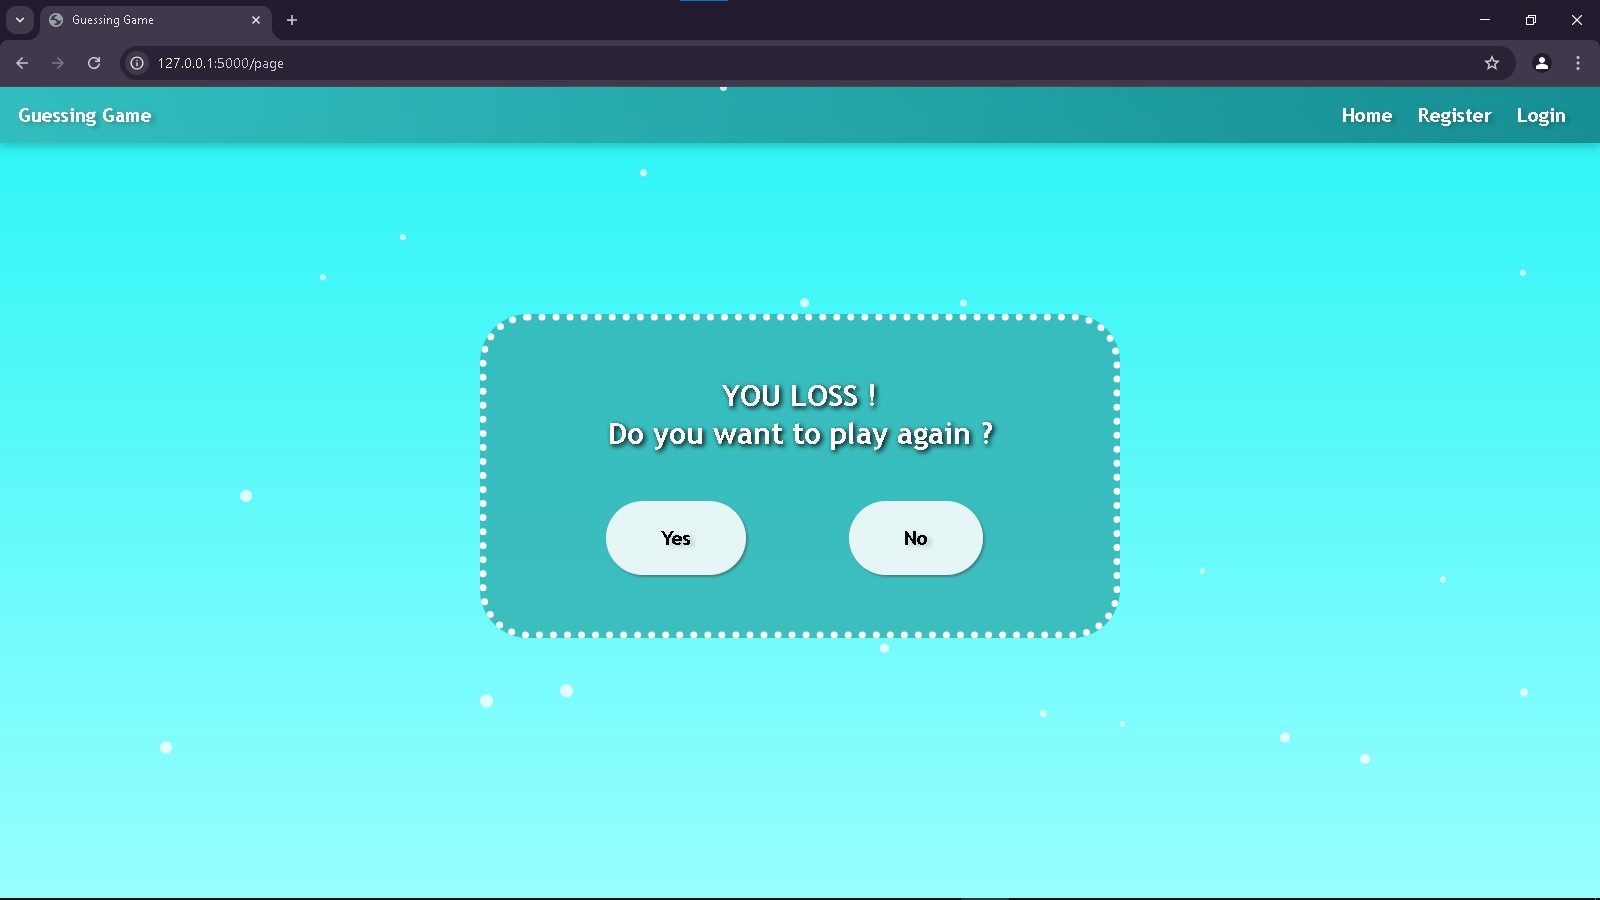 Guessing Game
127.0.0.1:5000/page
Guessing Game Home Register Login
YOU LOSS !
Do you want to play again ?
Yes No